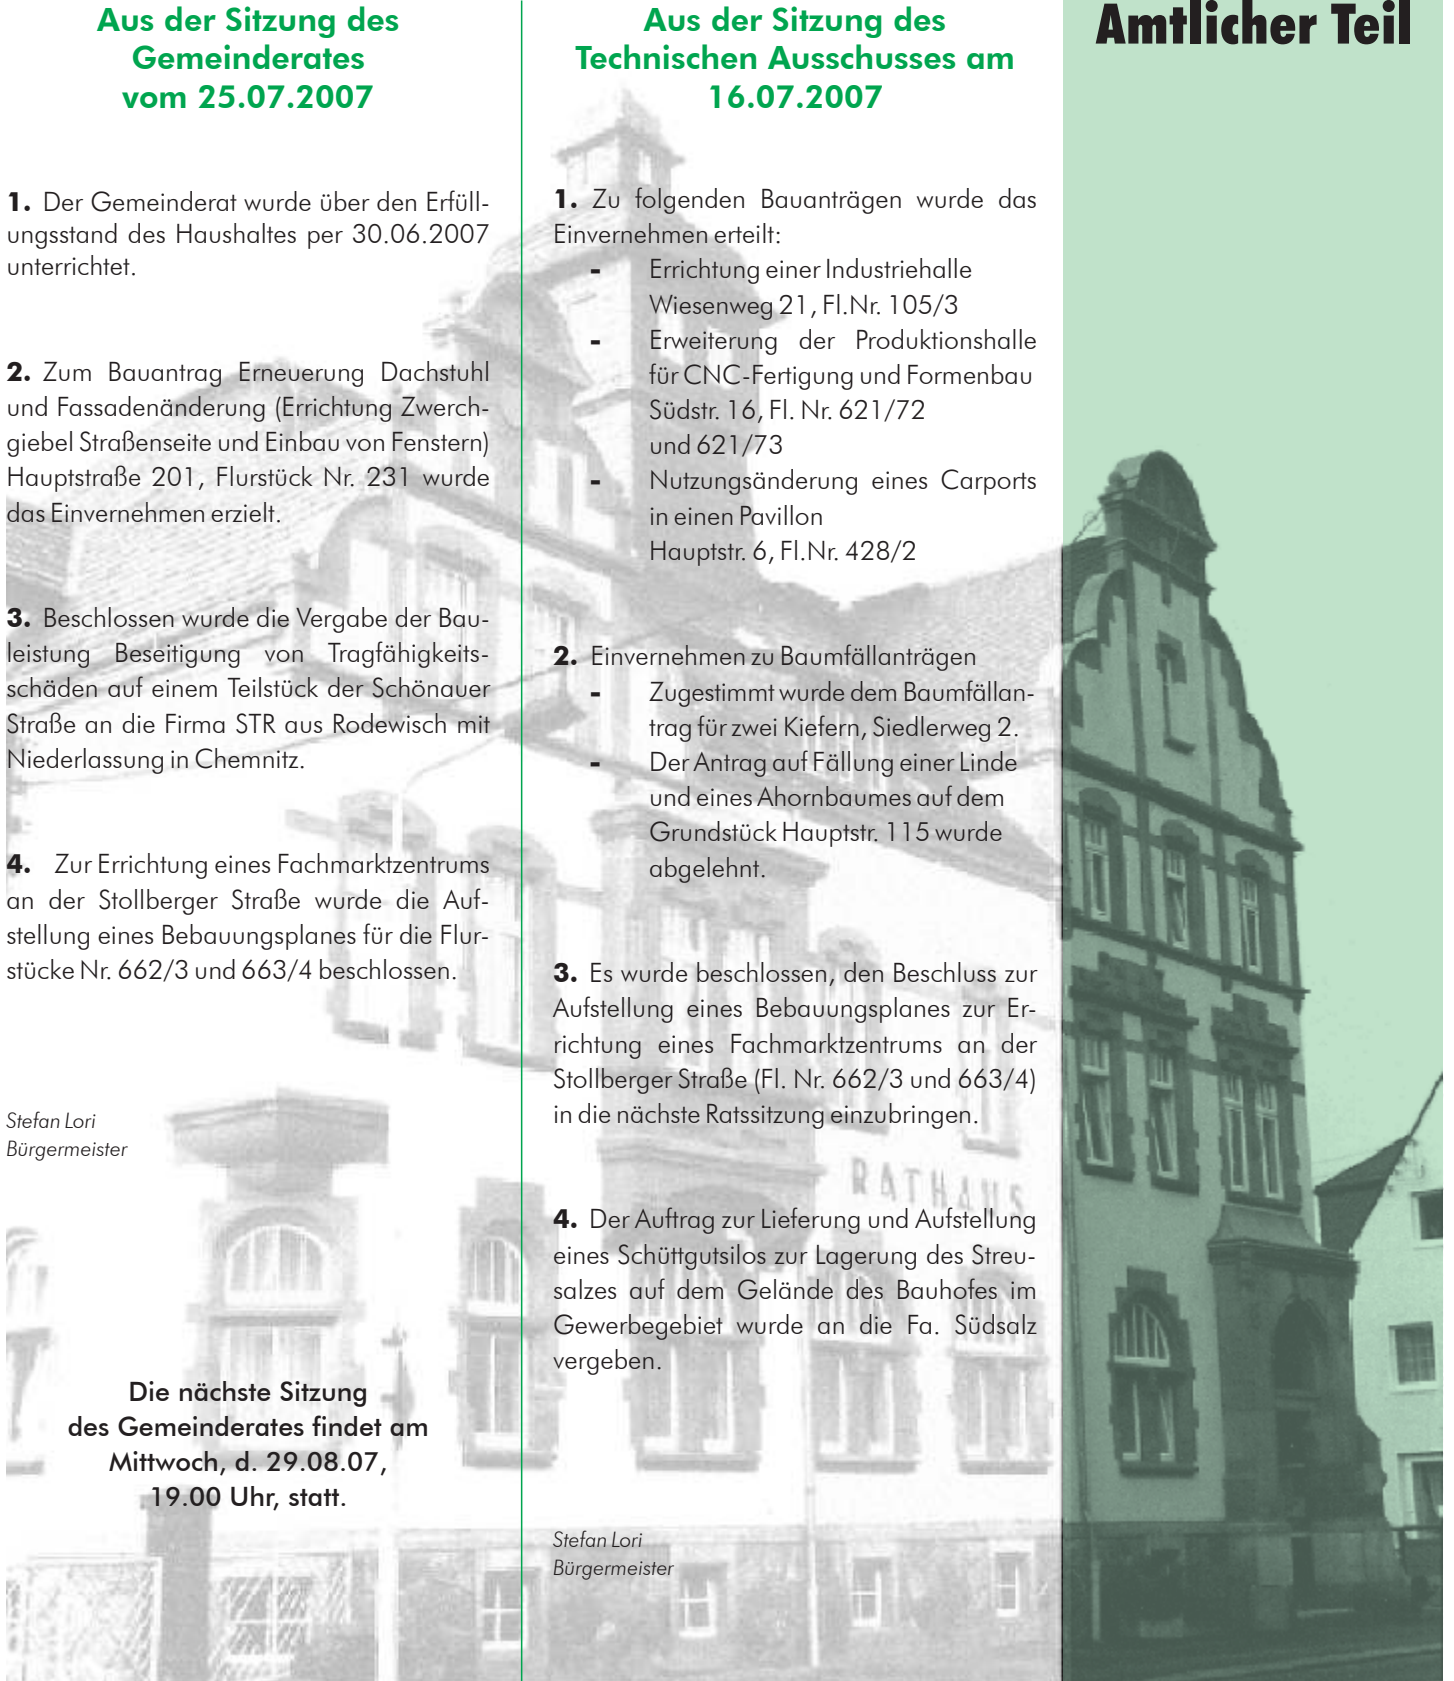 Aus der Sitzung des
Gemeinderates
vom 25.07.2007
1. Der Gemeinderat wurde über den Erfüll-
ungsstand des Haushaltes per 30.06.2007
unterrichtet.
2. Zum Bauantrag Erneuerung Dachstuhl
und Fassadenänderung (Errichtung Zwerch-
giebel Straßenseite und Einbau von Fenstern)
Hauptstraße 201, Flurstück Nr. 231 wurde
das Einvernehmen erzielt.
3. Beschlossen wurde die Vergabe der Bau-
leistung Beseitigung von Tragfähigkeits-
schäden auf einem Teilstück der Schönauer
Straße an die Firma STR aus Rodewisch mit
Niederlassung in Chemnitz.
4. Zur Errichtung eines Fachmarktzentrums
an der Stollberger Straße wurde die Auf-
stellung eines Bebauungsplanes für die Flur-
stücke Nr. 662/3 und 663/4 beschlossen.
Stefan Lori
Bürgermeister
Die nächste Sitzung
des Gemeinderates findet am
Mittwoch, d. 29.08.07,
19.00 Uhr, statt.
Aus der Sitzung des
Technischen Ausschusses am
16.07.2007
1. Zu folgenden Bauanträgen wurde das
Einvernehmen erteilt:
- Errichtung einer Industriehalle
Wiesenweg 21, Fl.Nr. 105/3
- Erweiterung der Produktionshalle
für CNC-Fertigung und Formenbau
Südstr. 16, Fl. Nr. 621/72
und 621/73
- Nutzungsänderung eines Carports
in einen Pavillon
Hauptstr. 6, Fl.Nr. 428/2
2. Einvernehmen zu Baumfällanträgen
- Zugestimmt wurde dem Baumfällan-
trag für zwei Kiefern, Siedlerweg 2.
- Der Antrag auf Fällung einer Linde
und eines Ahornbaumes auf dem
Grundstück Hauptstr. 115 wurde
abgelehnt.
3. Es wurde beschlossen, den Beschluss zur
Aufstellung eines Bebauungsplanes zur Er-
richtung eines Fachmarktzentrums an der
Stollberger Straße (Fl. Nr. 662/3 und 663/4)
in die nächste Ratssitzung einzubringen.
RATHAUS
4. Der Auftrag zur Lieferung und Aufstellung
eines Schüttgutsilos zur Lagerung des Streu-
salzes auf dem Gelände des Bauhofes im
Gewerbegebiet wurde an die Fa. Südsalz
vergeben.
Stefan Lori
Bürgermeister
Amtlicher Teil